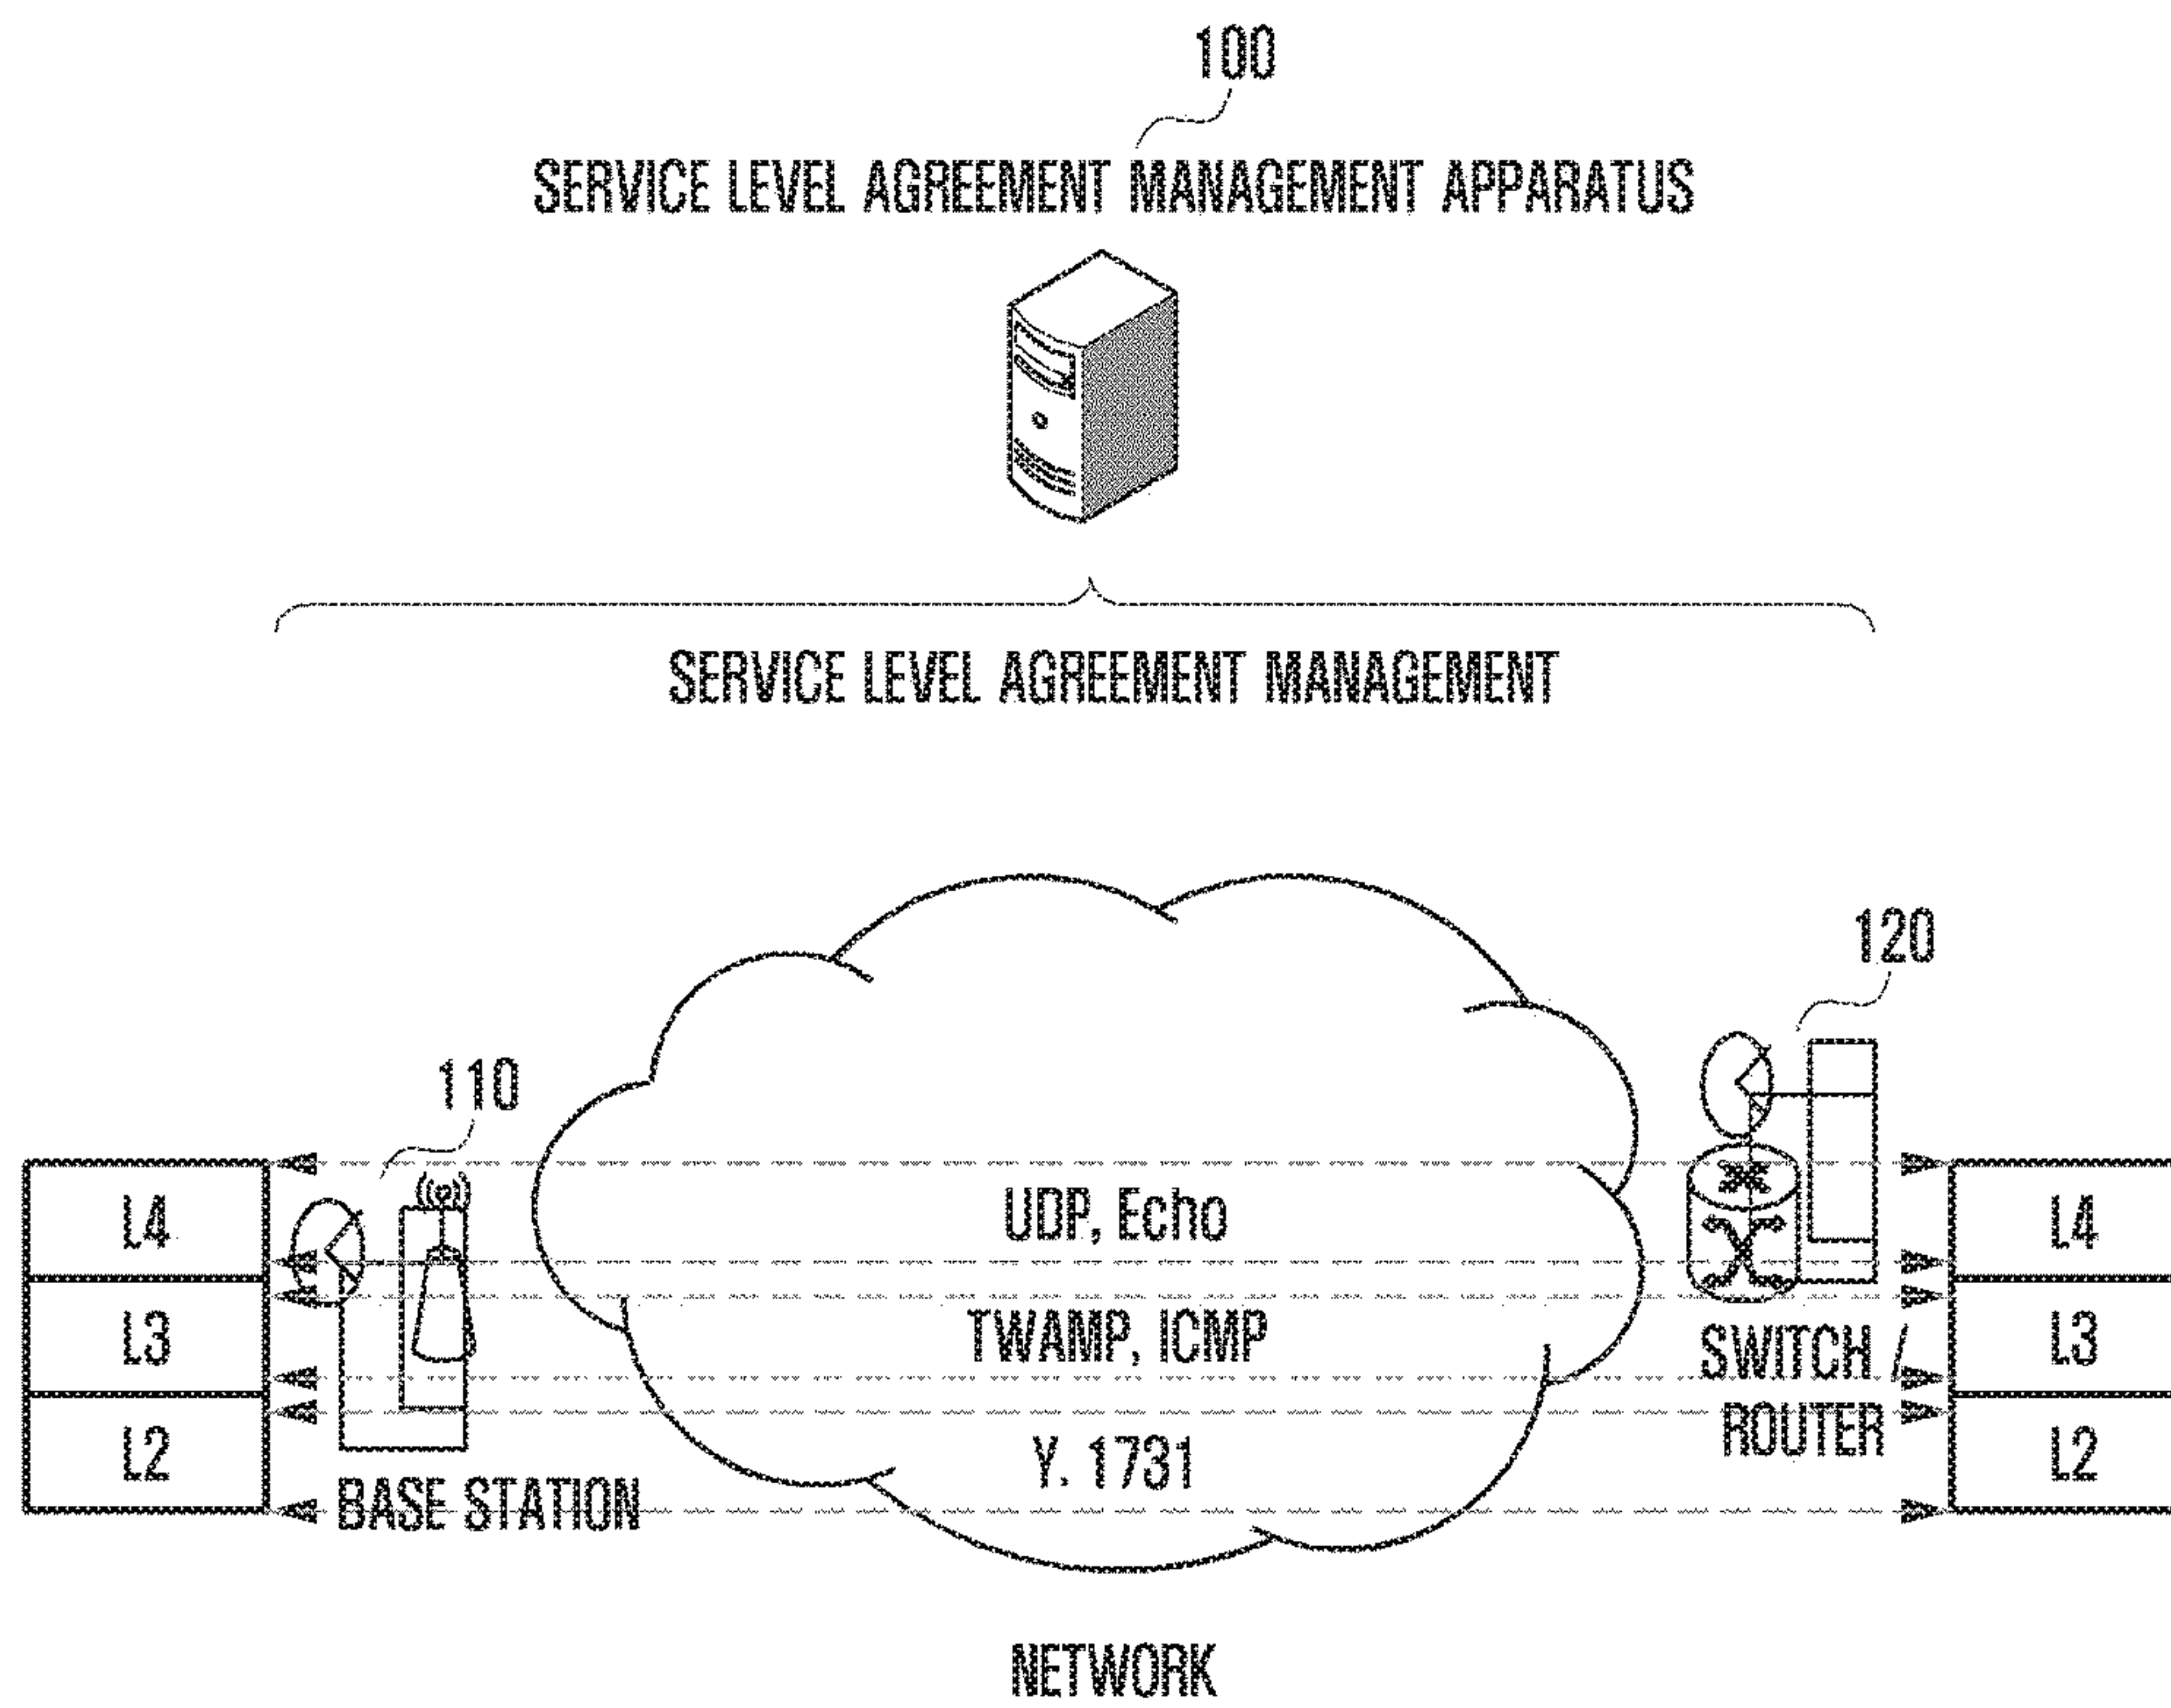 100
SERVICE LEVEL AGREEMENT MANAGEMENT APPARATUS
SERVICE LEVEL AGREEMENT MANAGEMENT
120
110
L4
UDP, Echo
L4
L3
TWAMP, ICMP
SWITCH /
L3
L2
Y. 1731
ROUTER
L2
BASE STATION
NETWORK